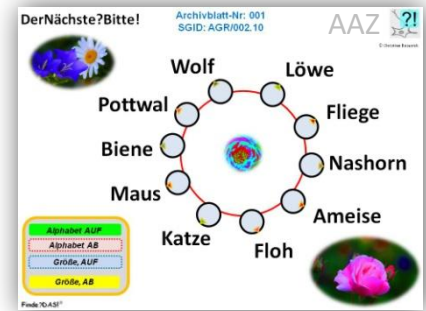 DerNächste?Bitte!
Archivblatt-Nr: 001
SGID: AGR/002.10
AAZ
?!
Wolf
Löwe
Pottwal
Fliege
Biene
Nashorn
Maus
Ameise
Katze
Floh
Alphabet AUF
Alphabet AB
Größe, AUF
Größe, AB